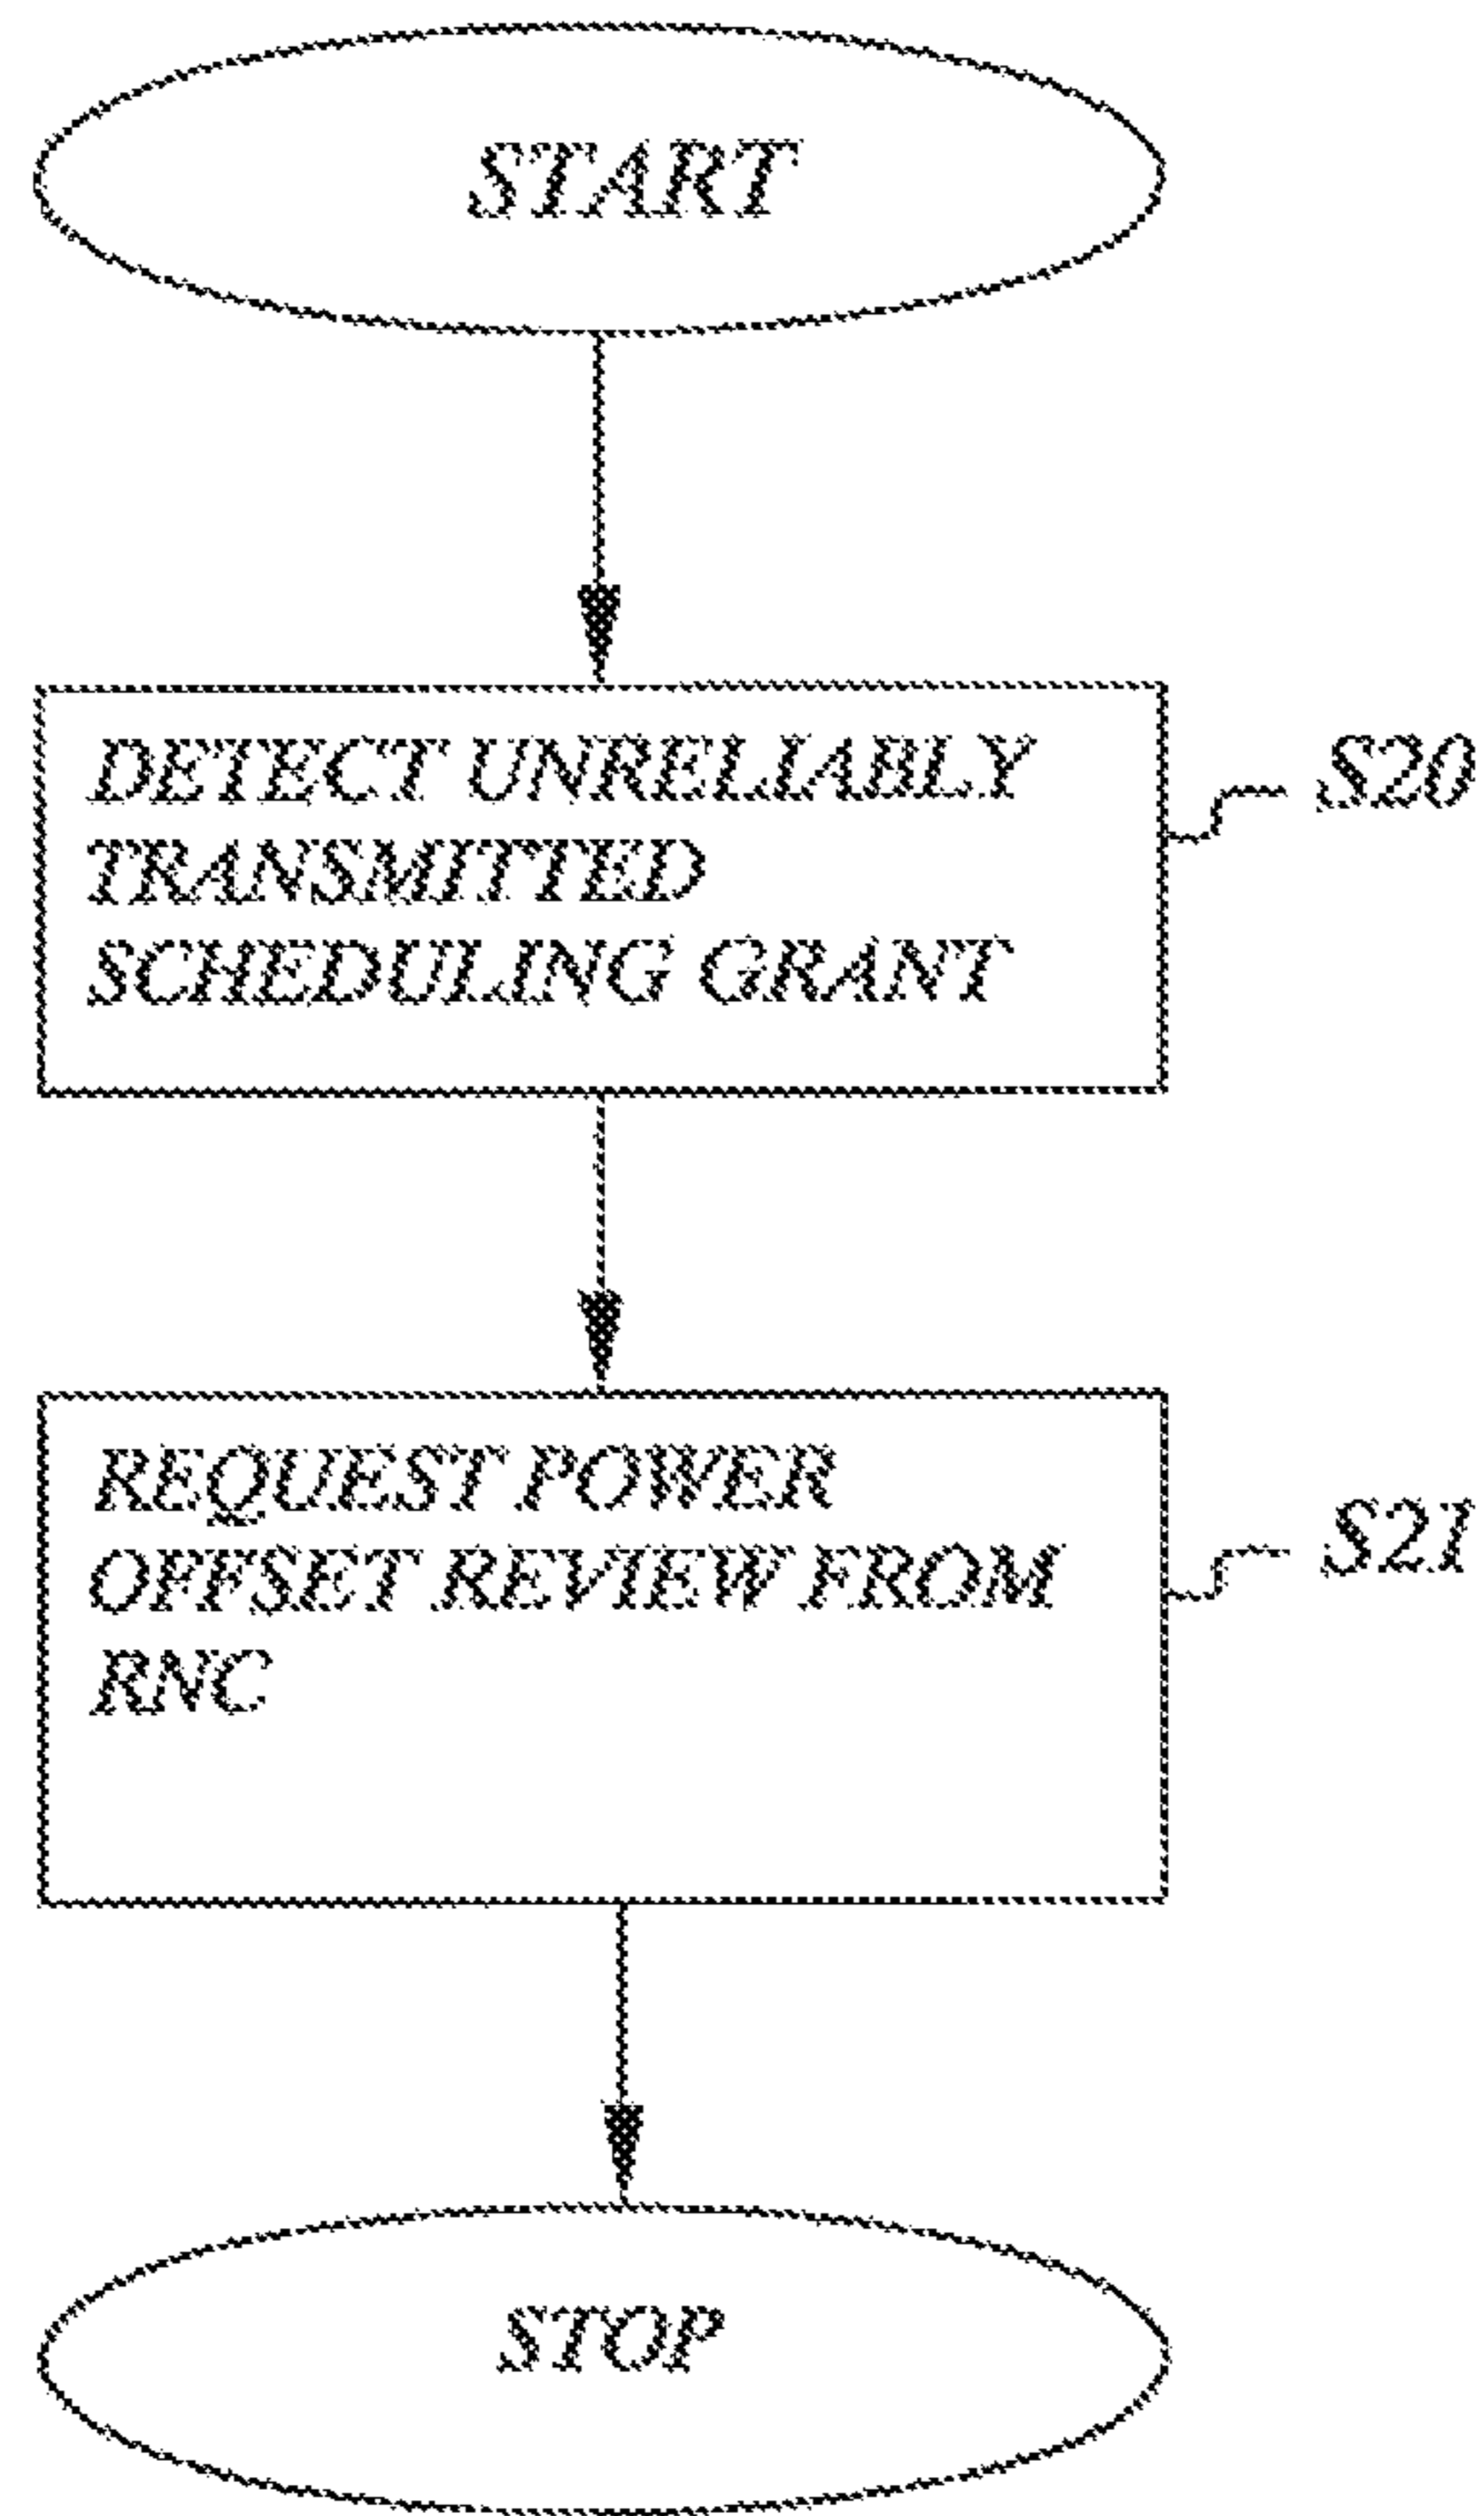 START
DETECT UNRELIABLY
TRANSMITTED
SCHEDULING GRANT
S20
REQUEST POWER
OFFSET REVIEW FROM
RNC
S21
STOP